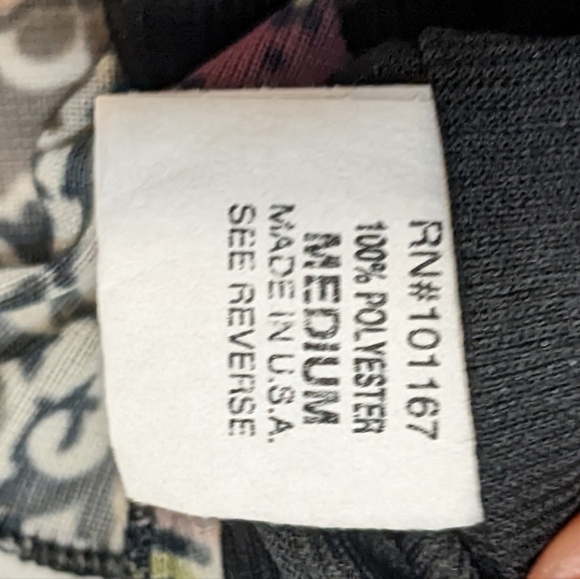 RN#101167
100% POLYESTER
MEDIUM
MADE IN U.S.A.
SEE REVERSE